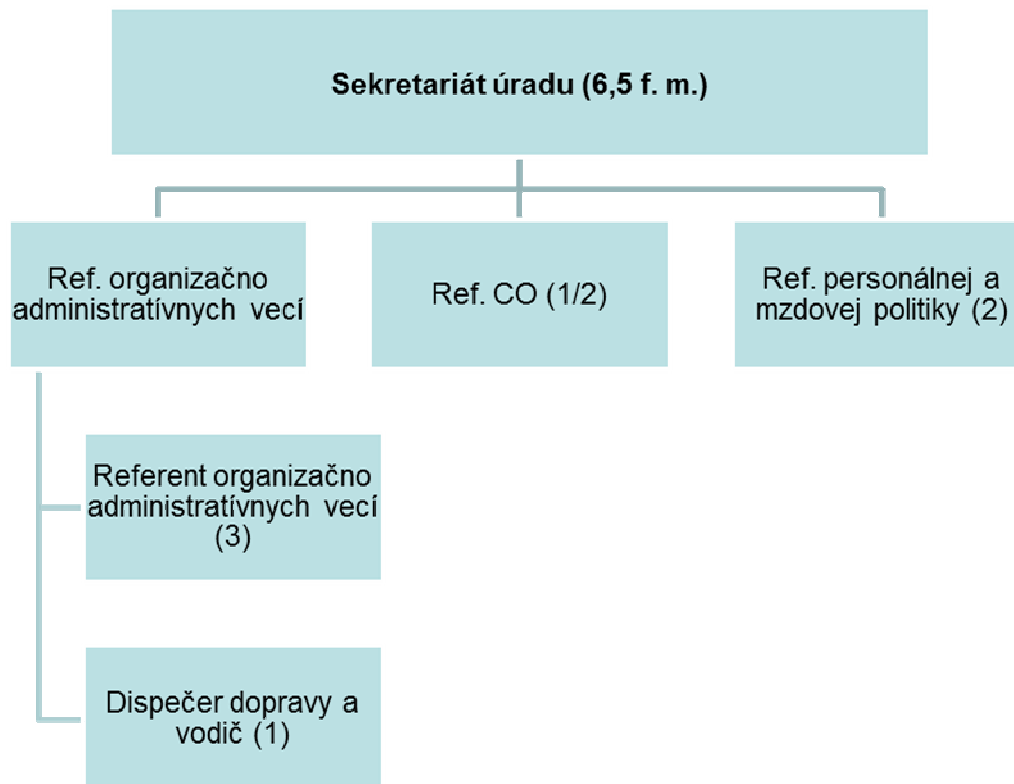 Sekretariát úradu (6,5 f. m.)
Ref. organizačno
administratívnych vecí
Ref. CO (1/2)
Ref. personálnej a
mzdovej politiky (2)
Referent organizačno
administratívnych vecí
(3)
Dispečer dopravy a
vodič (1)